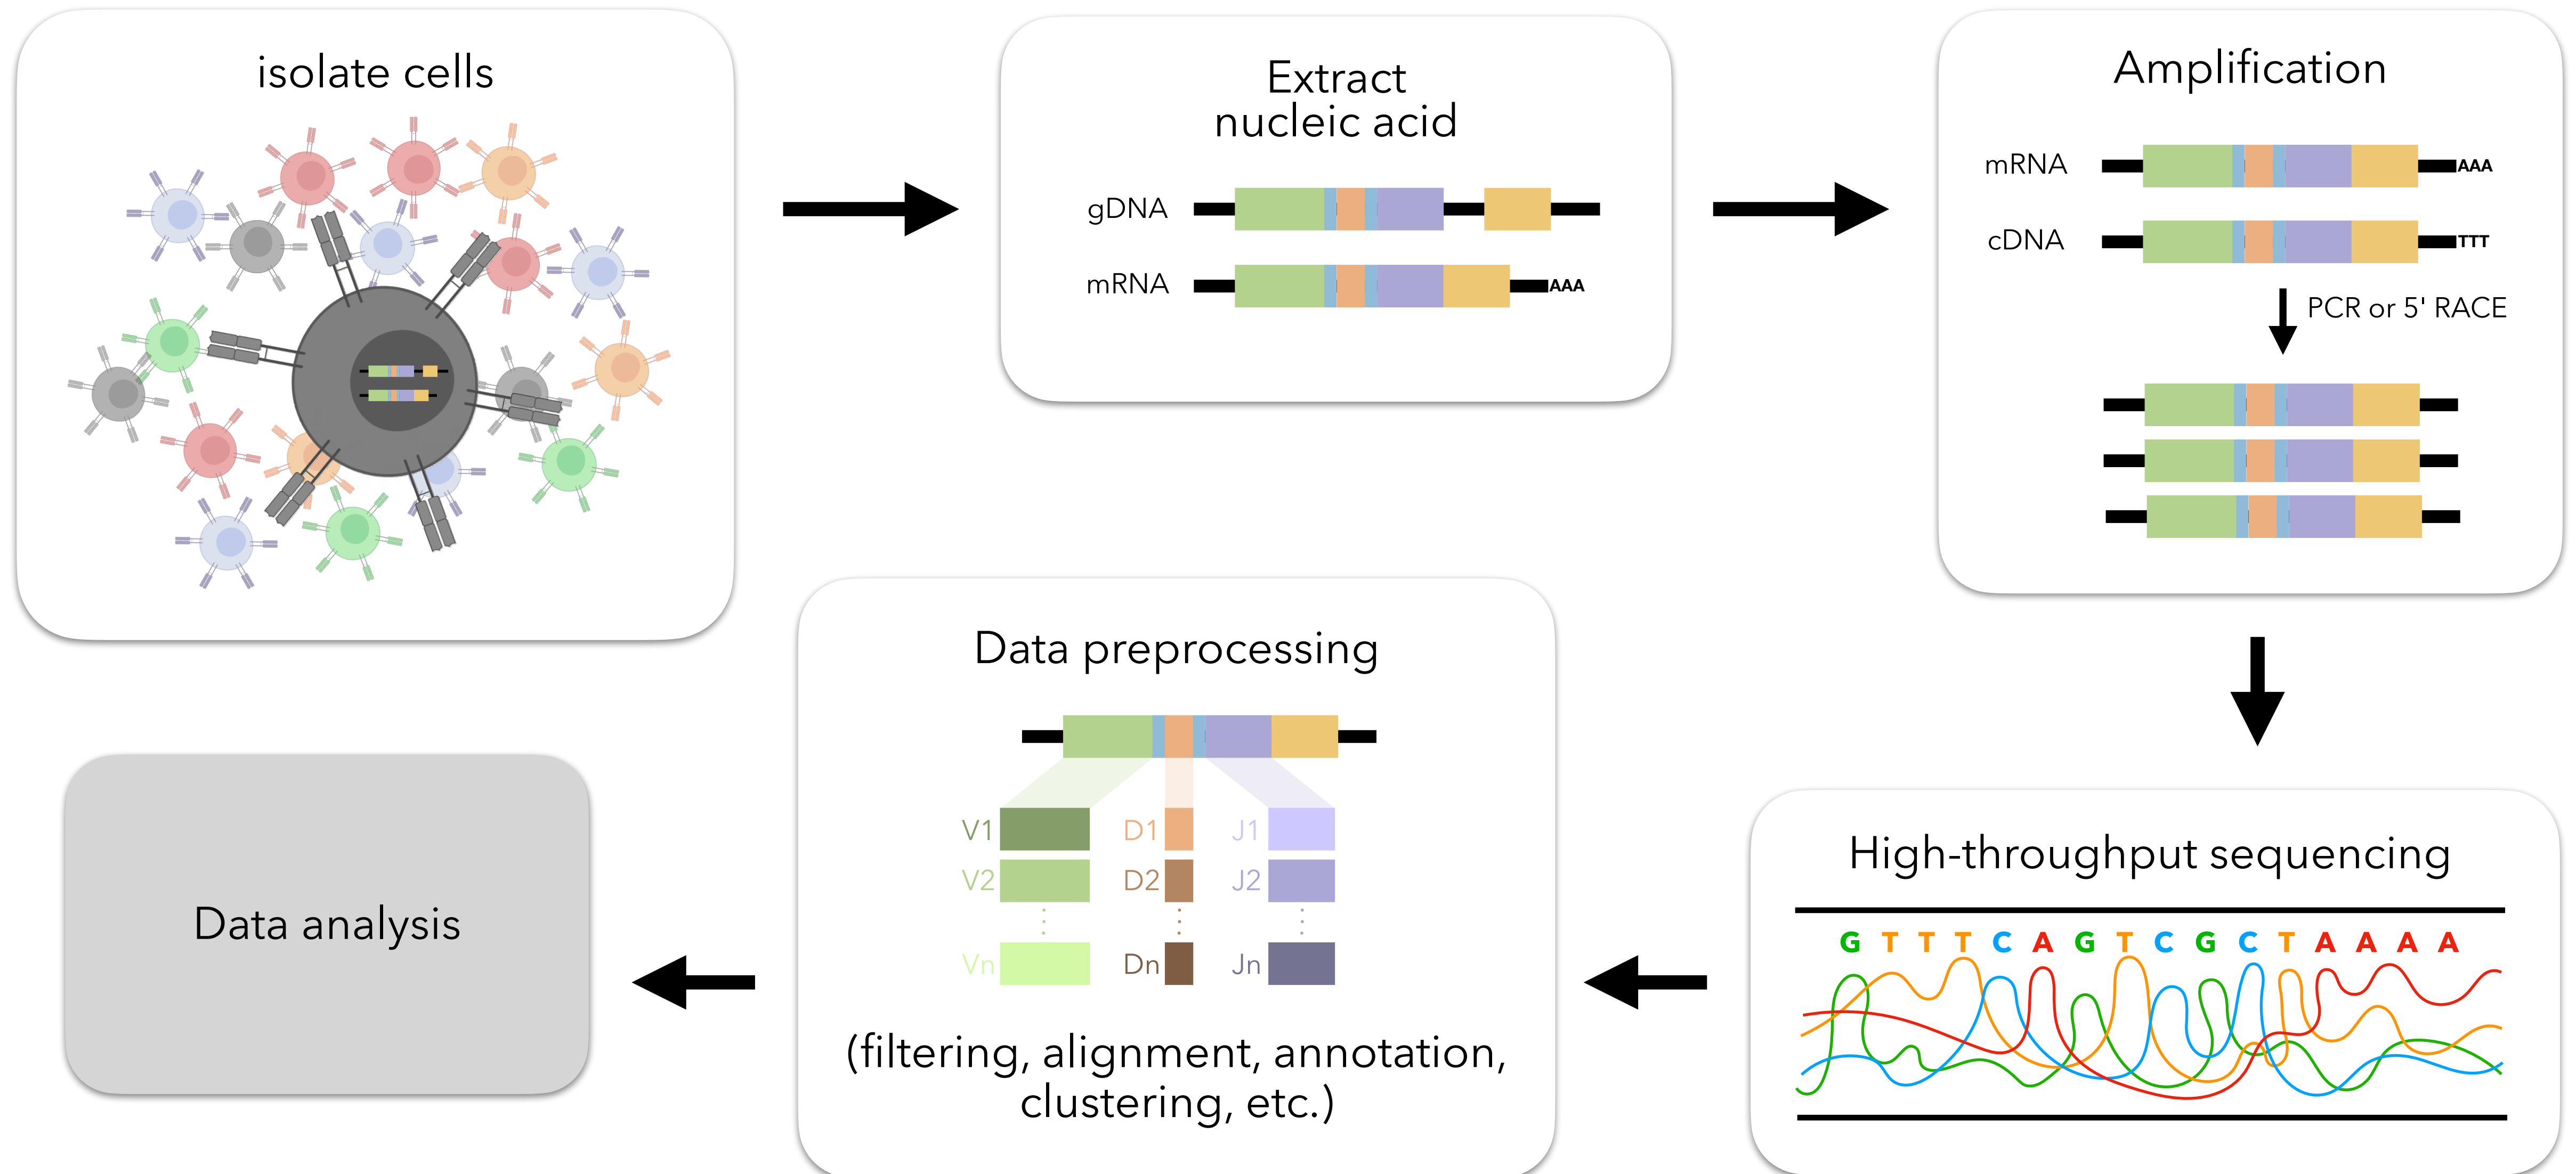 isolate cells
Extract
nucleic acid
gDNA
mRNA
AAA
Amplification
mRNA
AAA
cDNA
TTT
PCR or 5' RACE
High-throughput sequencing
G T T T C A G T C G C T A A A A
Data preprocessing
V1 D1 J1
V2 D2 J2
Vn Dn Jn
(filtering, alignment, annotation,
clustering, etc.)
Data analysis